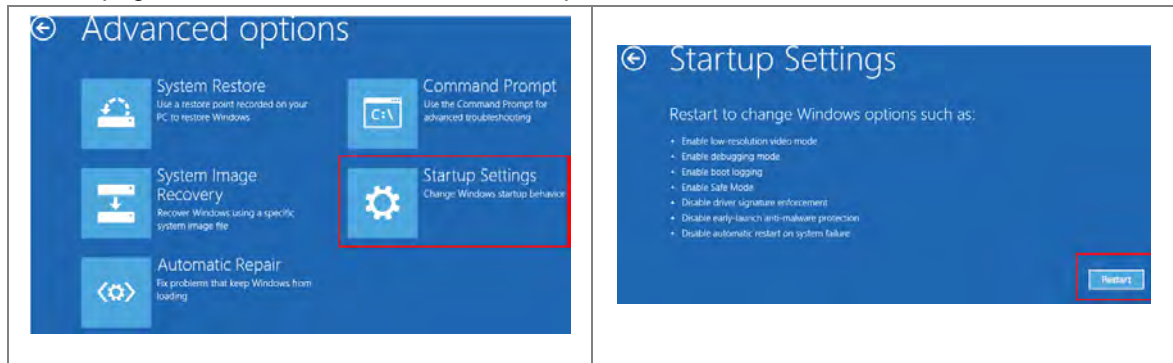 Advanced options
System Restore
Use a restore point recorded on your
PC to restore Windows
Command Prompt
Use the Command Prompt for
advanced troubleshooting
C:\
System Image
Recovery
Recover Windows using a specific
system image file
Startup Settings
Change Windows startup behavior
Automatic Repair
Fix problems that keep Windows from
loading
Startup Settings
Restart to change Windows options such as:
• Enable low-resolution video mode
• Enable debugging mode
• Enable boot logging
• Enable Safe Mode
• Disable driver signature enforcement
• Disable early-launch anti-malware protection
• Disable automatic restart on system failure
Restart